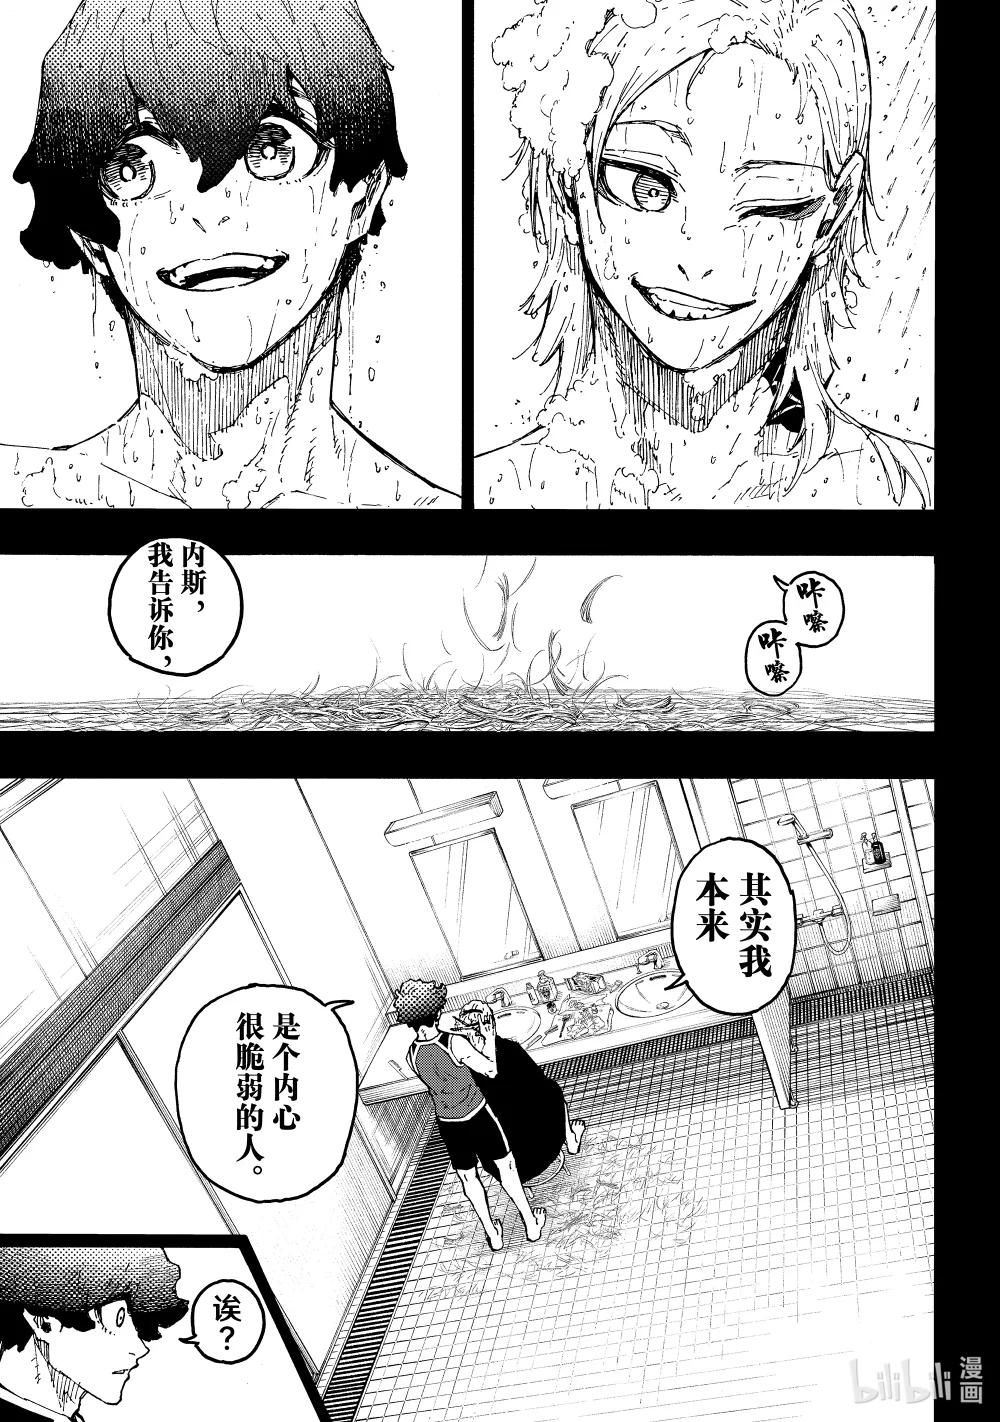 咔嚓
咔嚓
内斯，
我告诉你，
其实我
本来
是个内心
很脆弱的人。
诶？
bilibili
漫画